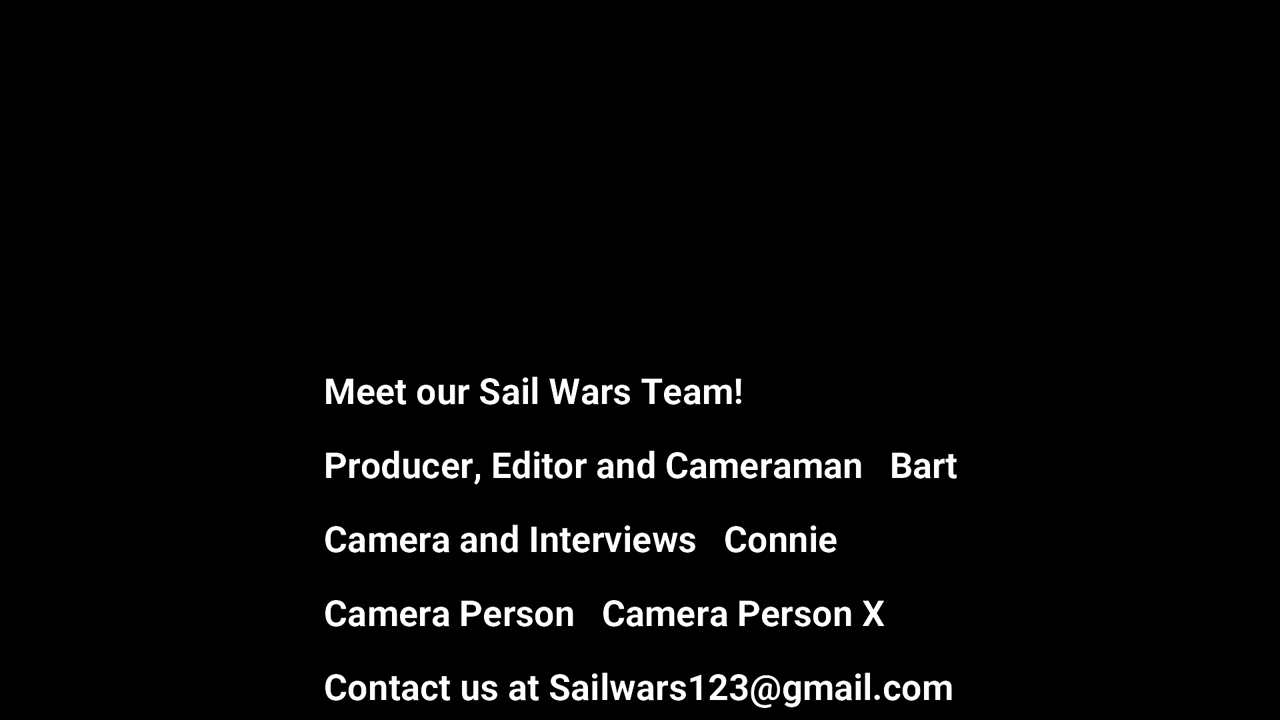 Meet our Sail Wars Team!
Producer, Editor and Cameraman   Bart
Camera and Interviews   Connie
Camera Person   Camera Person X
Contact us at Sailwars123@gmail.com